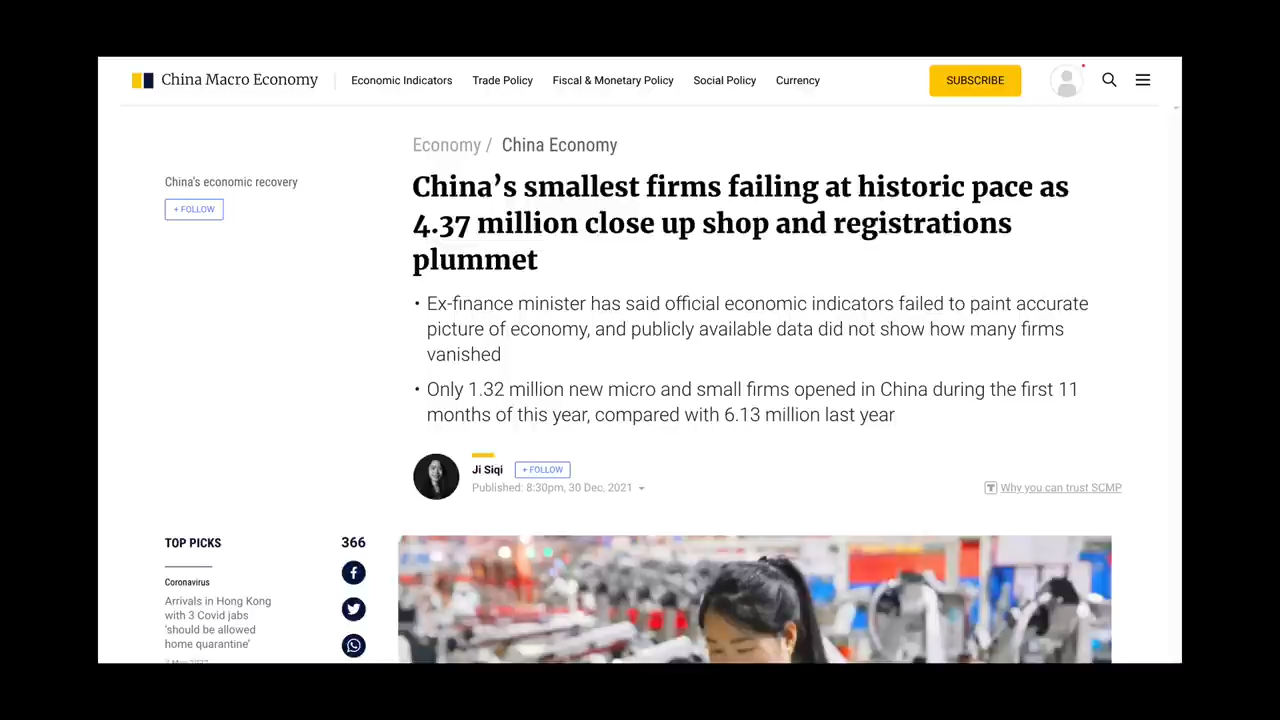 China Macro Economy
Economic Indicators
Trade Policy
Fiscal & Monetary Policy
Social Policy
Currency
SUBSCRIBE
Economy / China Economy
China's economic recovery
+ FOLLOW
China’s smallest firms failing at historic pace as
4.37 million close up shop and registrations
plummet
• Ex-finance minister has said official economic indicators failed to paint accurate
picture of economy, and publicly available data did not show how many firms
vanished
• Only 1.32 million new micro and small firms opened in China during the first 11
months of this year, compared with 6.13 million last year
Ji Siqi
+ FOLLOW
Published: 8:30pm, 30 Dec, 2021
Why you can trust SCMP
TOP PICKS
366
Coronavirus
Arrivals in Hong Kong
with 3 Covid jabs
‘should be allowed
home quarantine’